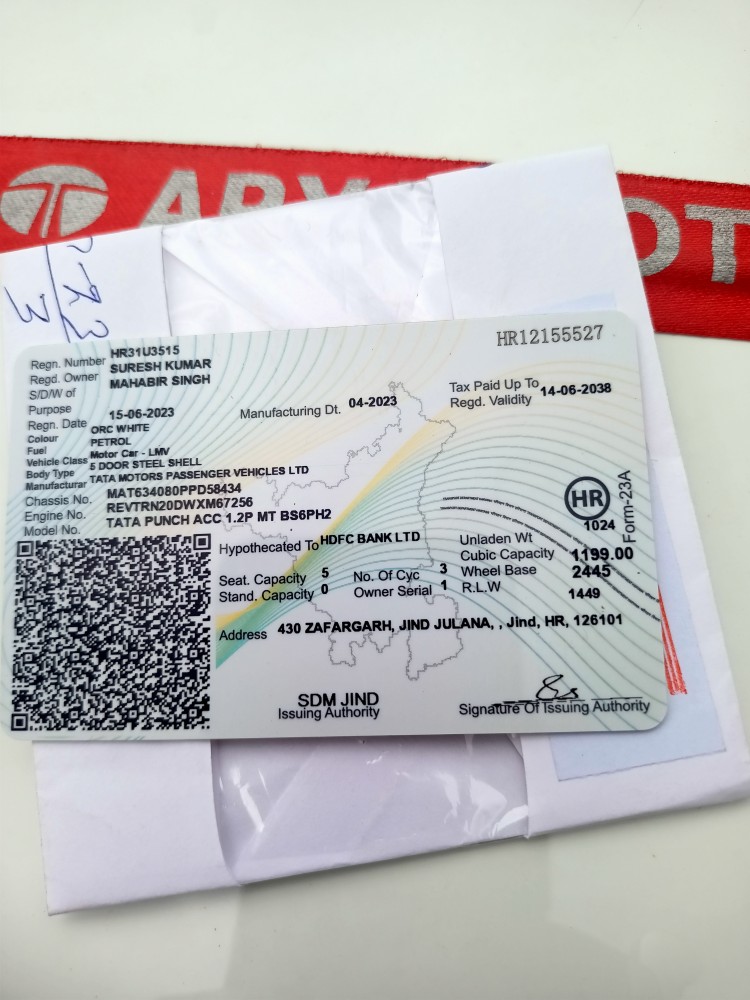 ARY
OT
HR12155527
Regn. Number HR31U3515
Regd. Owner SURESH KUMAR
S/D/W of MAHABIR SINGH
Purpose
Regn. Date 15-06-2023
Manufacturing Dt. 04-2023
Tax Paid Up To
Regd. Validity 14-06-2038
Colour ORC WHITE
Fuel PETROL
Vehicle Class Motor Car - LMV
Body Type 5 DOOR STEEL SHELL
Manufacturar TATA MOTORS PASSENGER VEHICLES LTD
Chassis No. MAT634080PPD58434
Engine No. REVTRN20DWXM67256
Model No. TATA PUNCH ACC 1.2P MT BS6PH2
HR
Form-23A
Hypothecated To HDFC BANK LTD
Unladen Wt 1024
Cubic Capacity 1199.00
Seat. Capacity 5 No. Of Cyc 3 Wheel Base 2445
Stand. Capacity 0 Owner Serial 1 R.L.W 1449
Address 430 ZAFARGARH, JIND JULANA, , Jind, HR, 126101
SDM JIND
Issuing Authority
Signature Of Issuing Authority